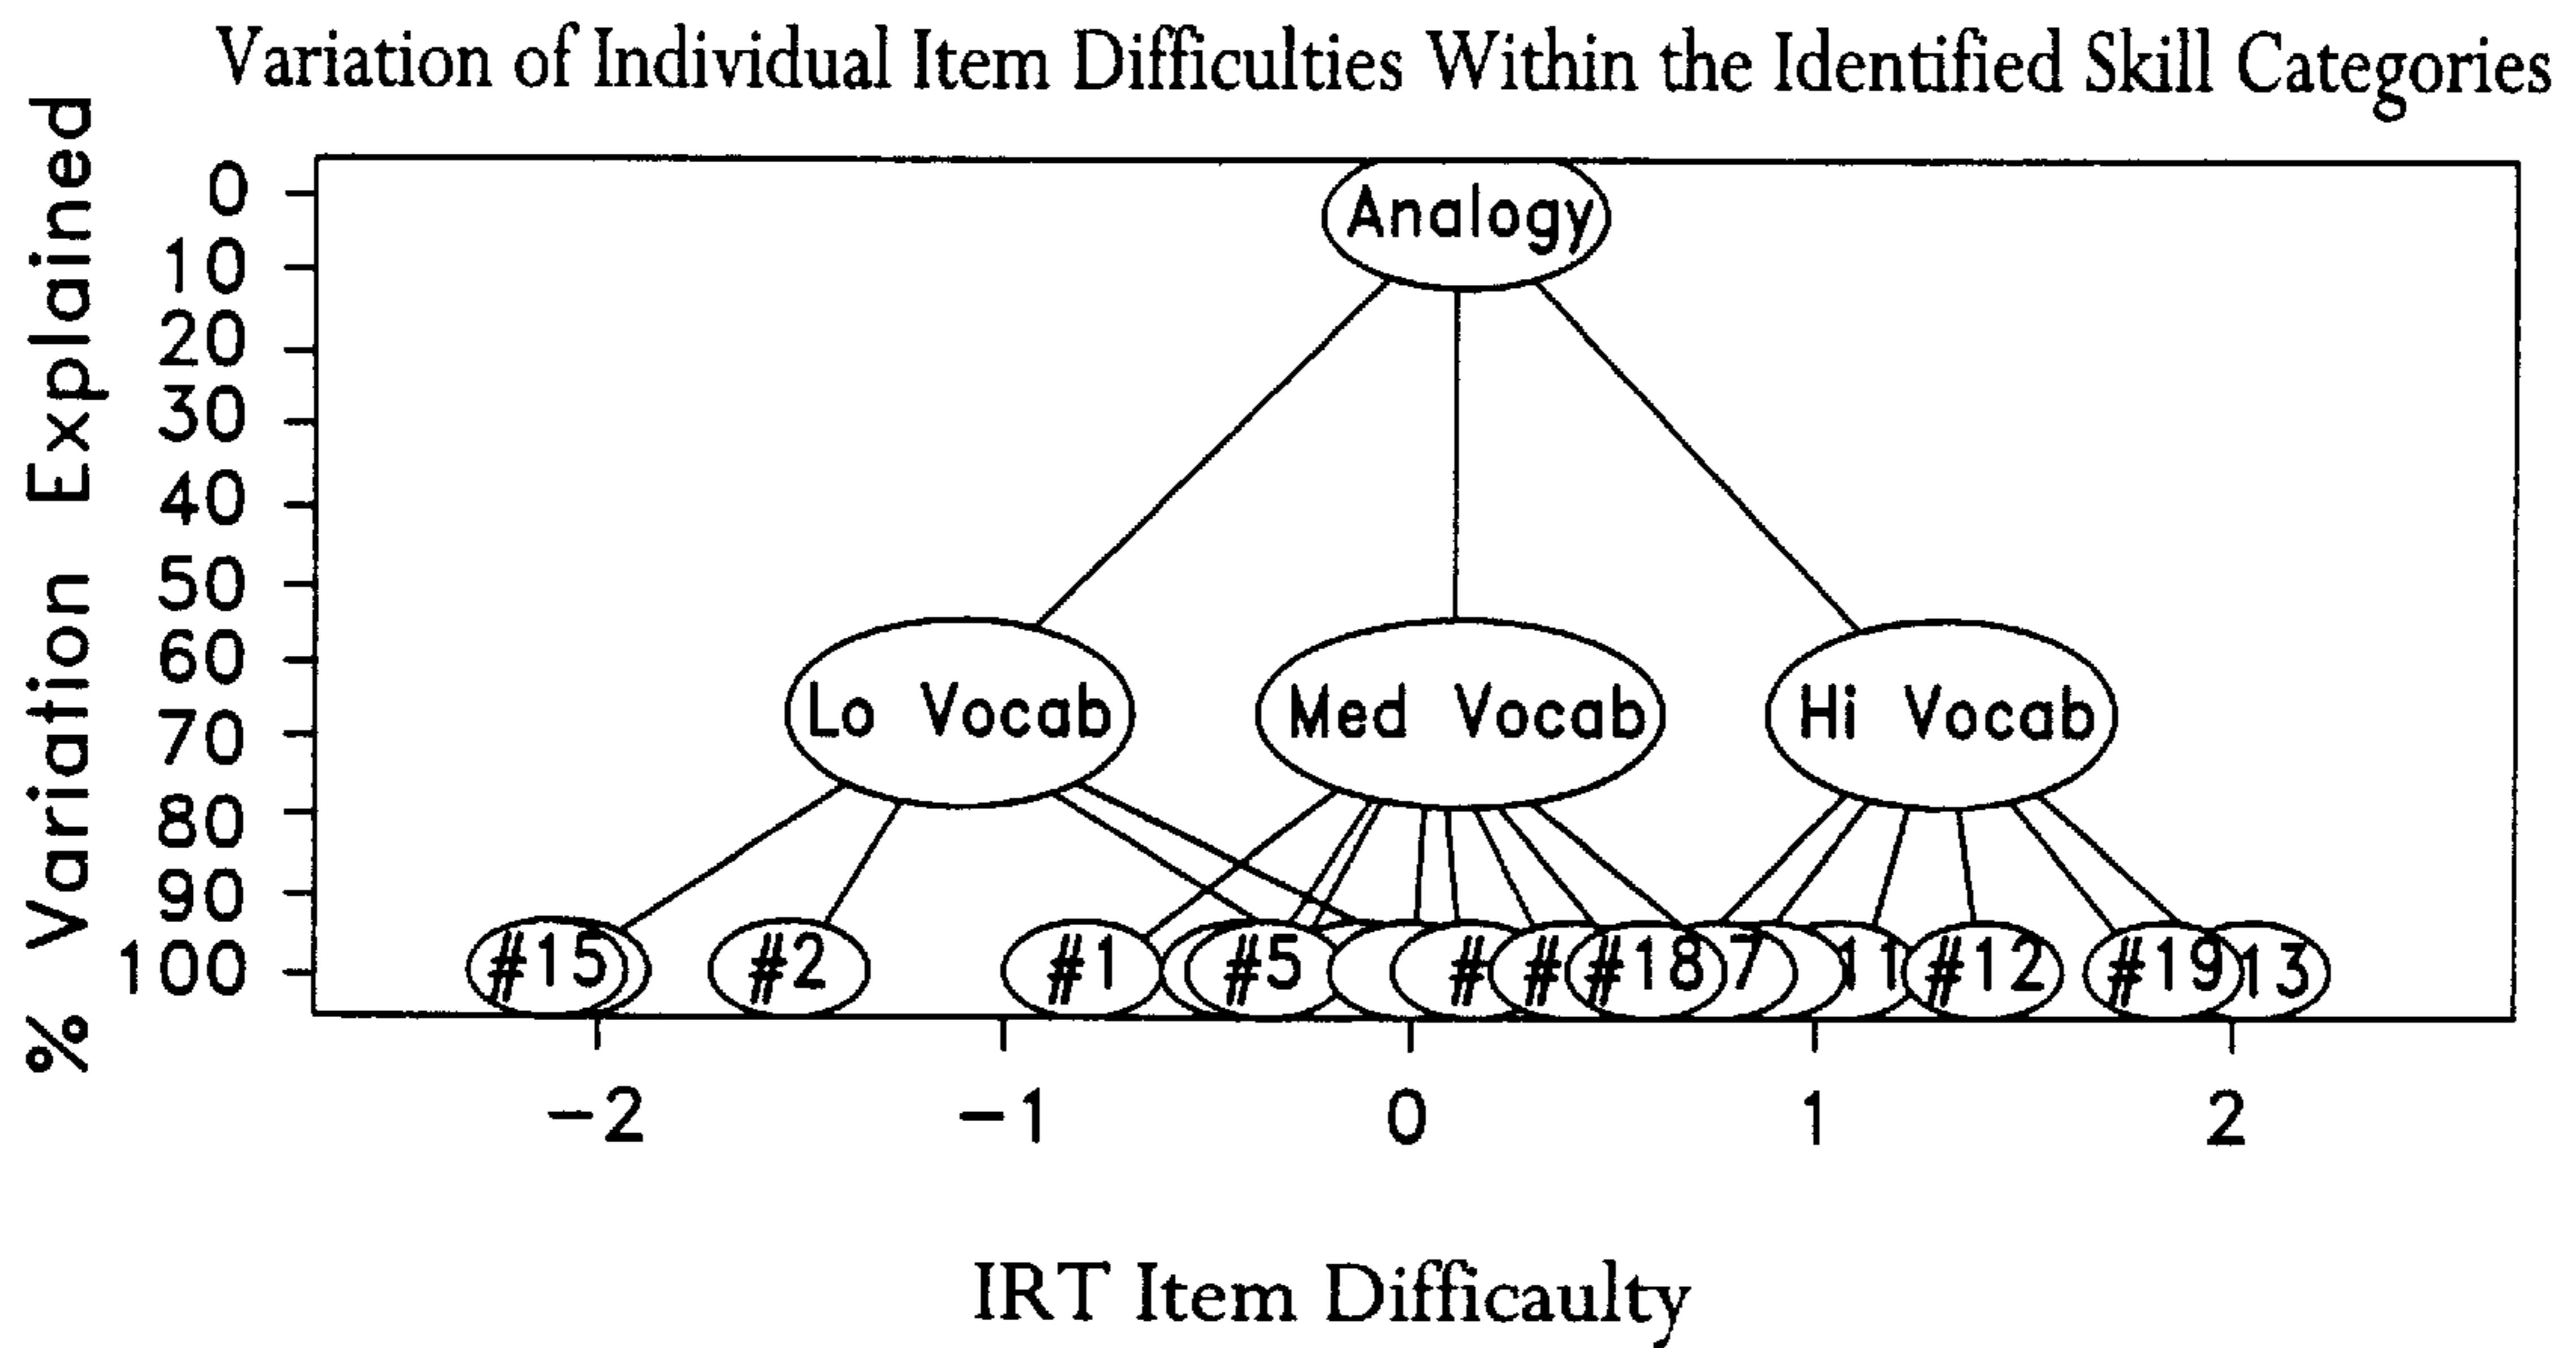 Variation of Individual Item Difficulties Within the Identified Skill Categories
% Variation Explained
0
10
20
30
40
50
60
70
80
90
100
Analogy
Lo Vocab Med Vocab Hi Vocab
#15 #2 #1 #5 # # #18 7 11 #12 #19 13
-2 -1 0 1 2
IRT Item Difficaulty